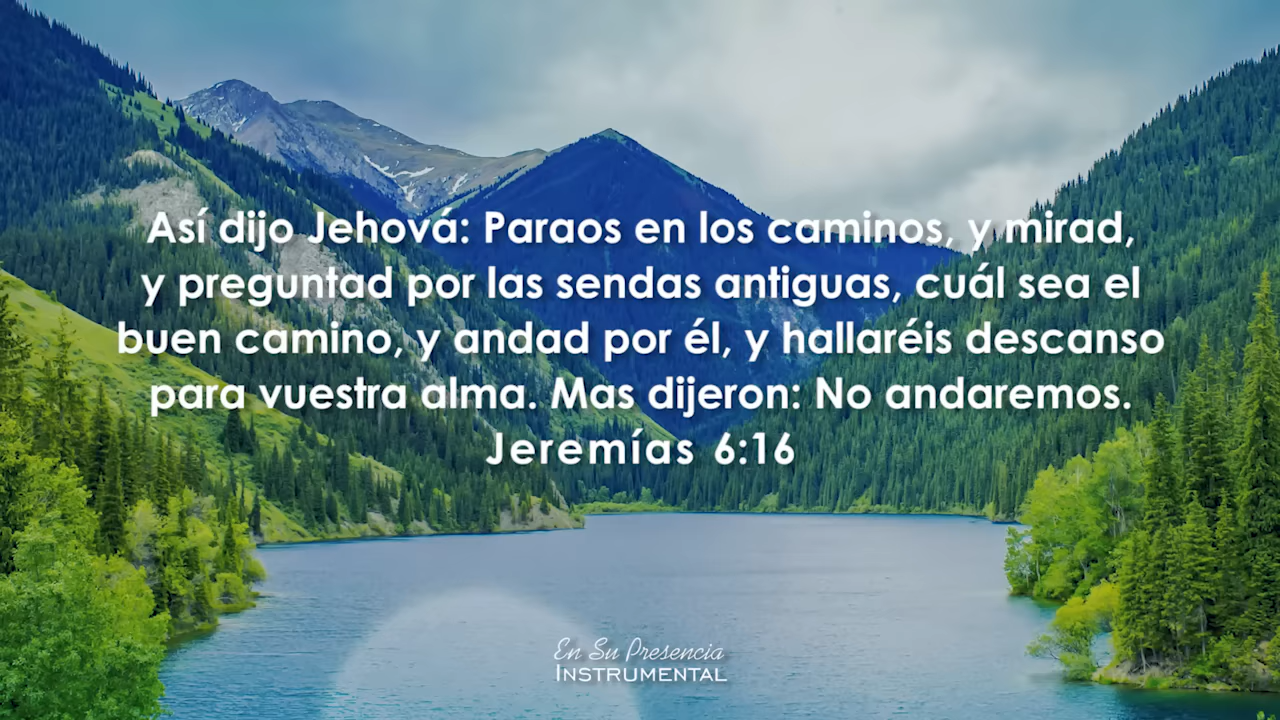 Así dijo Jehová: Paraos en los caminos, y mirad,
y preguntad por las sendas antiguas, cuál sea el
buen camino, y andad por él, y hallaréis descanso
para vuestra alma. Mas dijeron: No andaremos.
Jeremías 6:16
En Su Presencia
INSTRUMENTAL